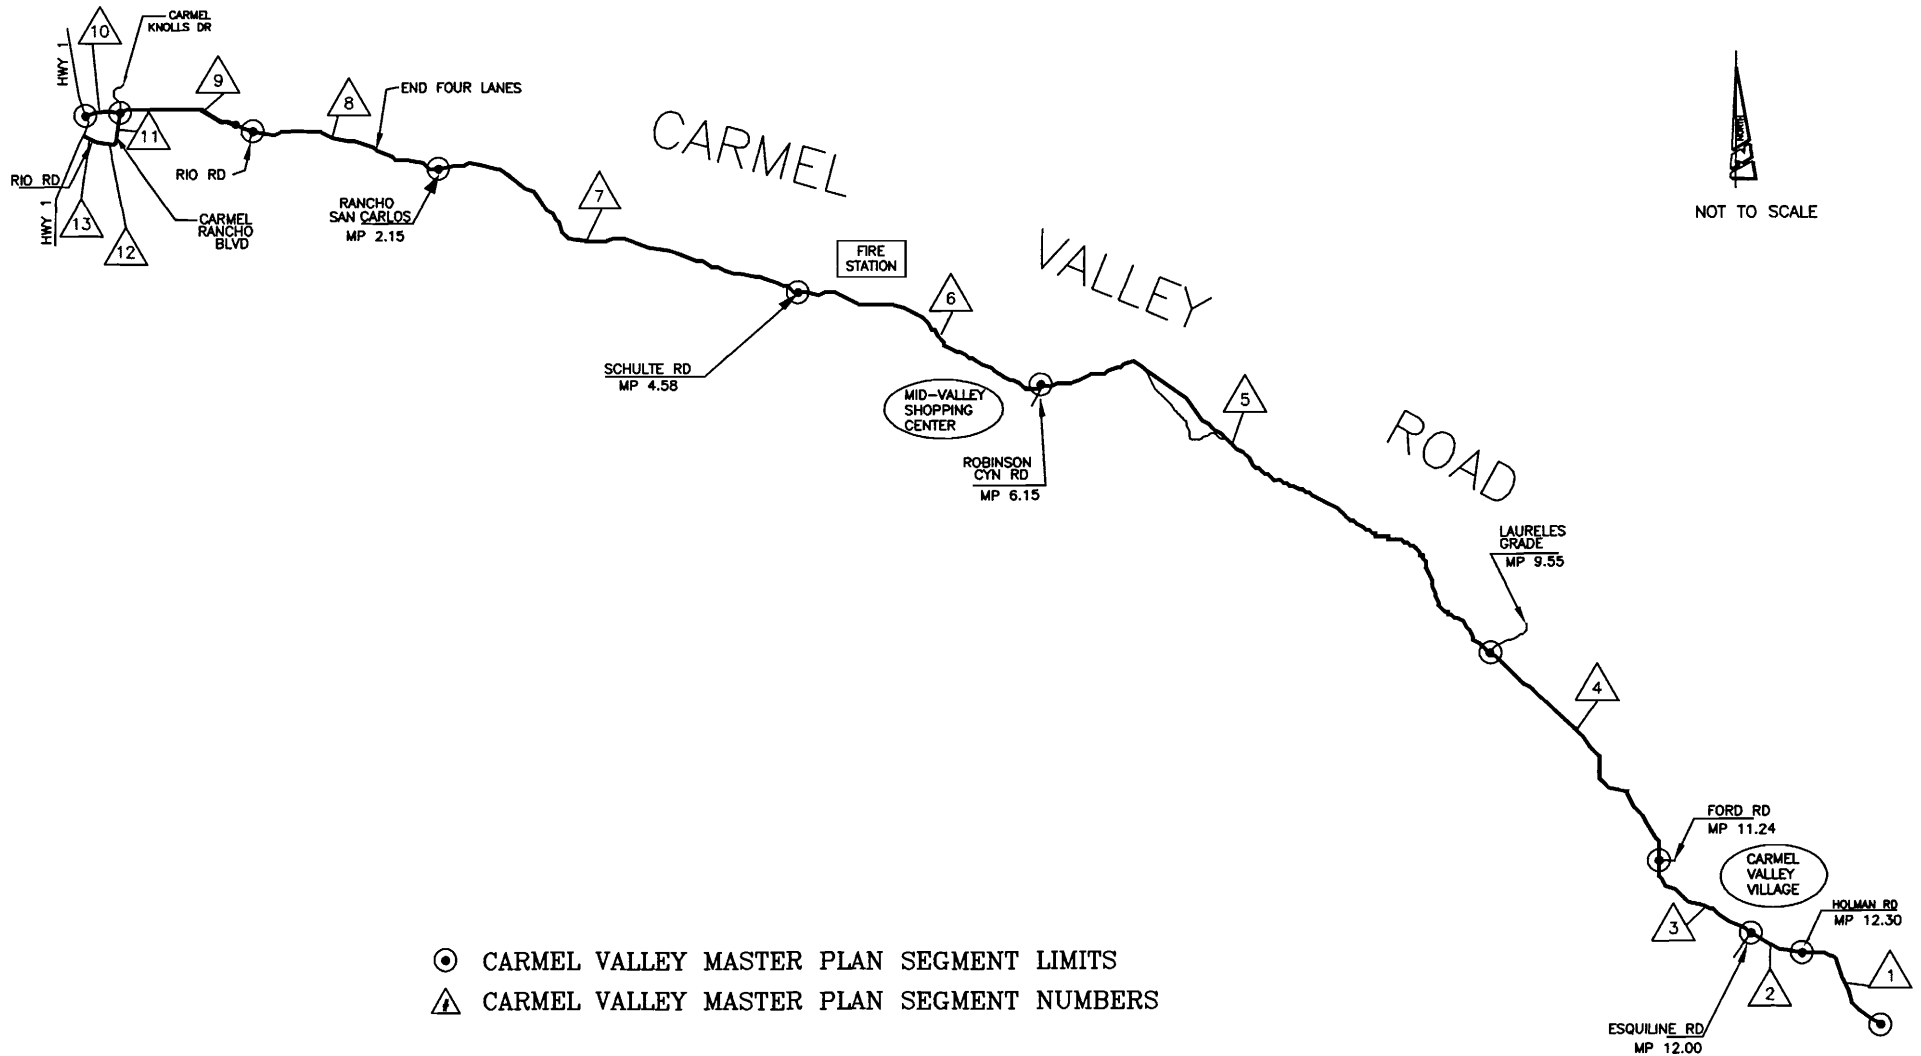 CARMEL
KNOLLS DR
10
HWY 1
9
8
END FOUR LANES
11
RIO RD
RIO RD
HWY 1
13
12
CARMEL
RANCHO
BLVD
RANCHO
SAN CARLOS
MP 2.15
7
CARMEL
VALLEY
ROAD
NORTH
NOT TO SCALE
FIRE
STATION
6
SCHULTE RD
MP 4.58
MID-VALLEY
SHOPPING
CENTER
5
ROBINSON
CYN RD
MP 6.15
LAURELES
GRADE
MP 9.55
4
FORD RD
MP 11.24
CARMEL
VALLEY
VILLAGE
HOLMAN RD
MP 12.30
3
2
1
ESQUILINE RD
MP 12.00
CARMEL VALLEY MASTER PLAN SEGMENT LIMITS
# CARMEL VALLEY MASTER PLAN SEGMENT NUMBERS